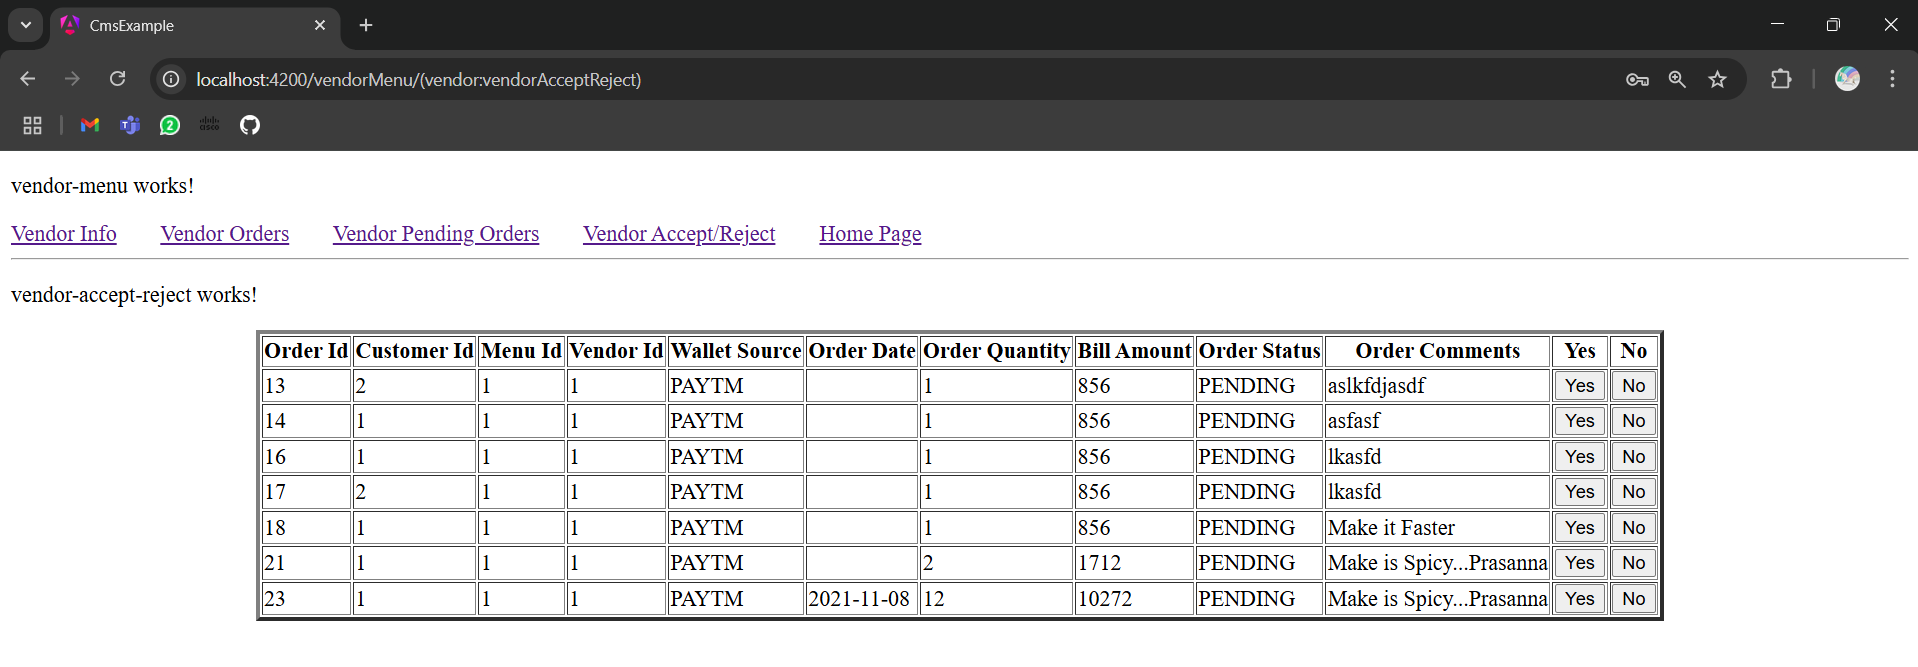 CmsExample
localhost:4200/vendorMenu/(vendor:vendorAcceptReject)
2
cisco
vendor-menu works!
Vendor Info Vendor Orders Vendor Pending Orders Vendor Accept/Reject Home Page
vendor-accept-reject works!
Order Id Customer Id Menu Id Vendor Id Wallet Source Order Date Order Quantity Bill Amount Order Status Order Comments Yes No
13 2 1 1 PAYTM 1 856 PENDING aslkfdjasdf Yes No
14 1 1 1 PAYTM 1 856 PENDING asfasf Yes No
16 1 1 1 PAYTM 1 856 PENDING lkasfd Yes No
17 2 1 1 PAYTM 1 856 PENDING lkasfd Yes No
18 1 1 1 PAYTM 1 856 PENDING Make it Faster Yes No
21 1 1 1 PAYTM 2 1712 PENDING Make is Spicy...Prasanna Yes No
23 1 1 1 PAYTM 2021-11-08 12 10272 PENDING Make is Spicy...Prasanna Yes No